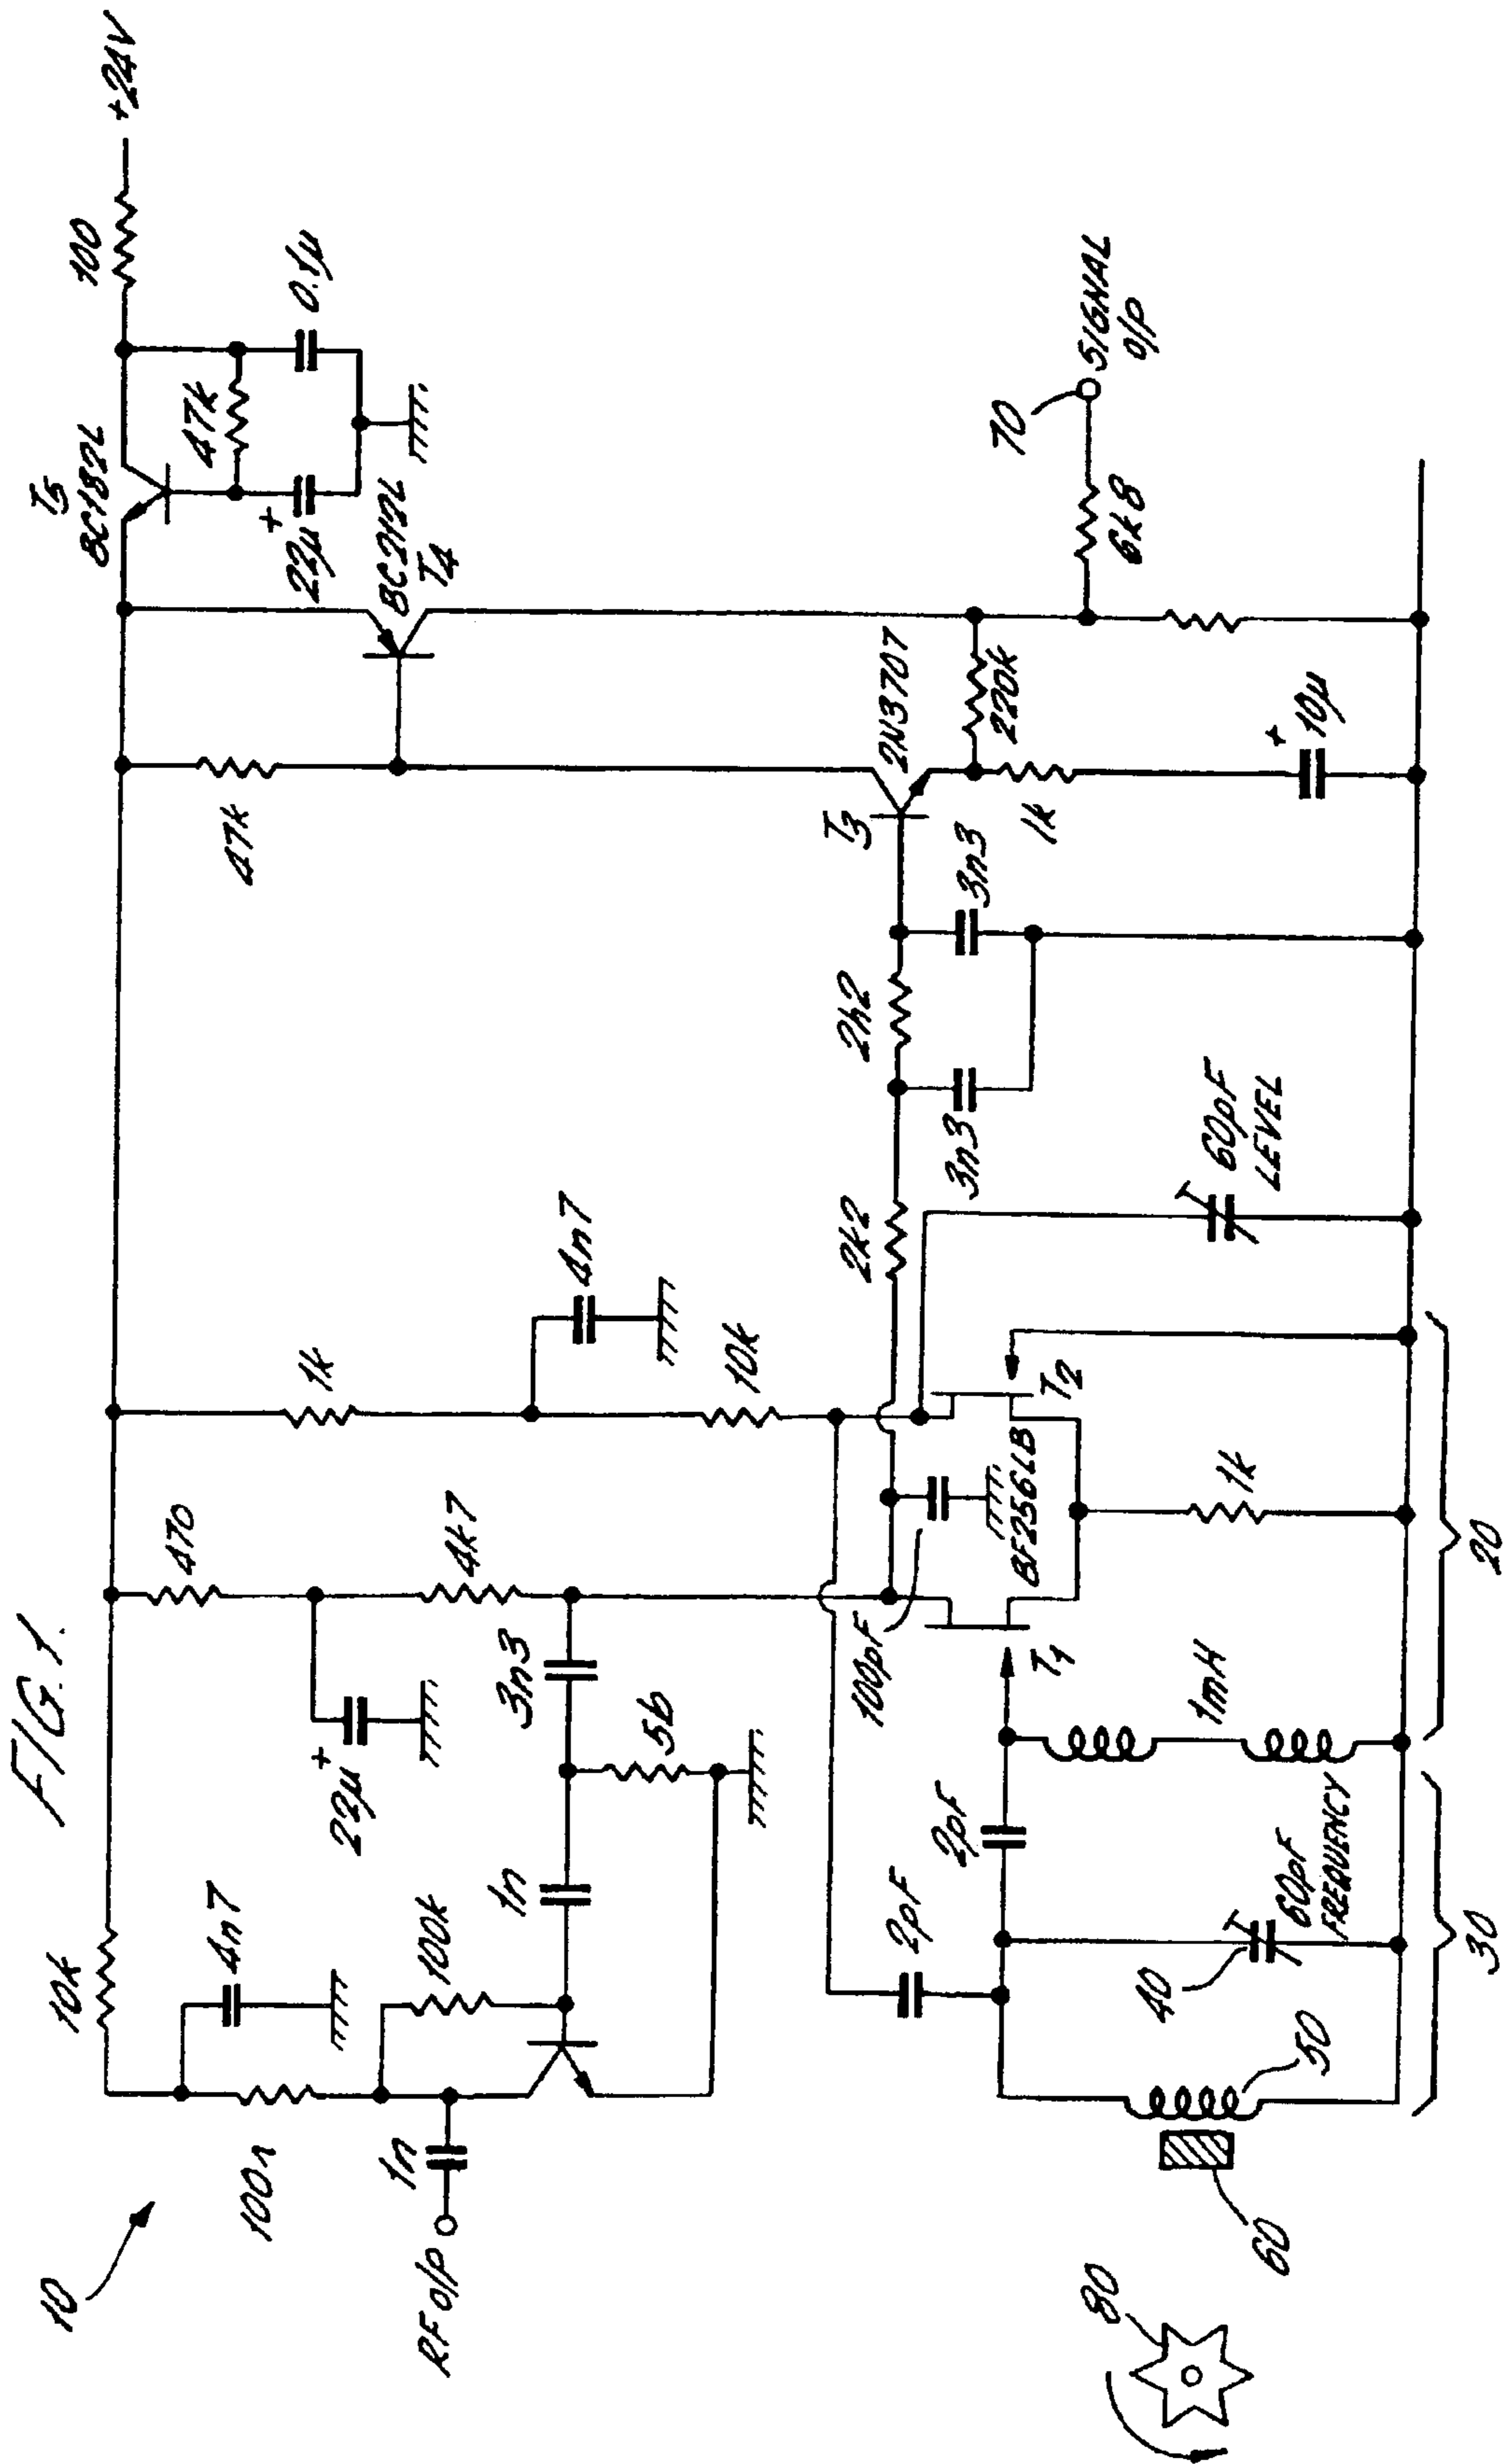 FIG. 1.
10
10k
4n7
100n
100k
1n
RF o/p
1n
3n3
56
22µ
+
470
4k7
1k
4n7
10k
47k
T5
BC182L
100
+24V
47k
22µ
+
0.1µ
BC212L
T4
2N3707
T3
220k
1k
10µ
+
6k8
70
SIGNAL
o/p
2k2
2k2
3n3
3n3
60pF
LEVEL
100pF
BF256LB
T1
T2
1k
1mH
2pF
2pF
40
60pF
FREQUENCY
50
60
80
30
20